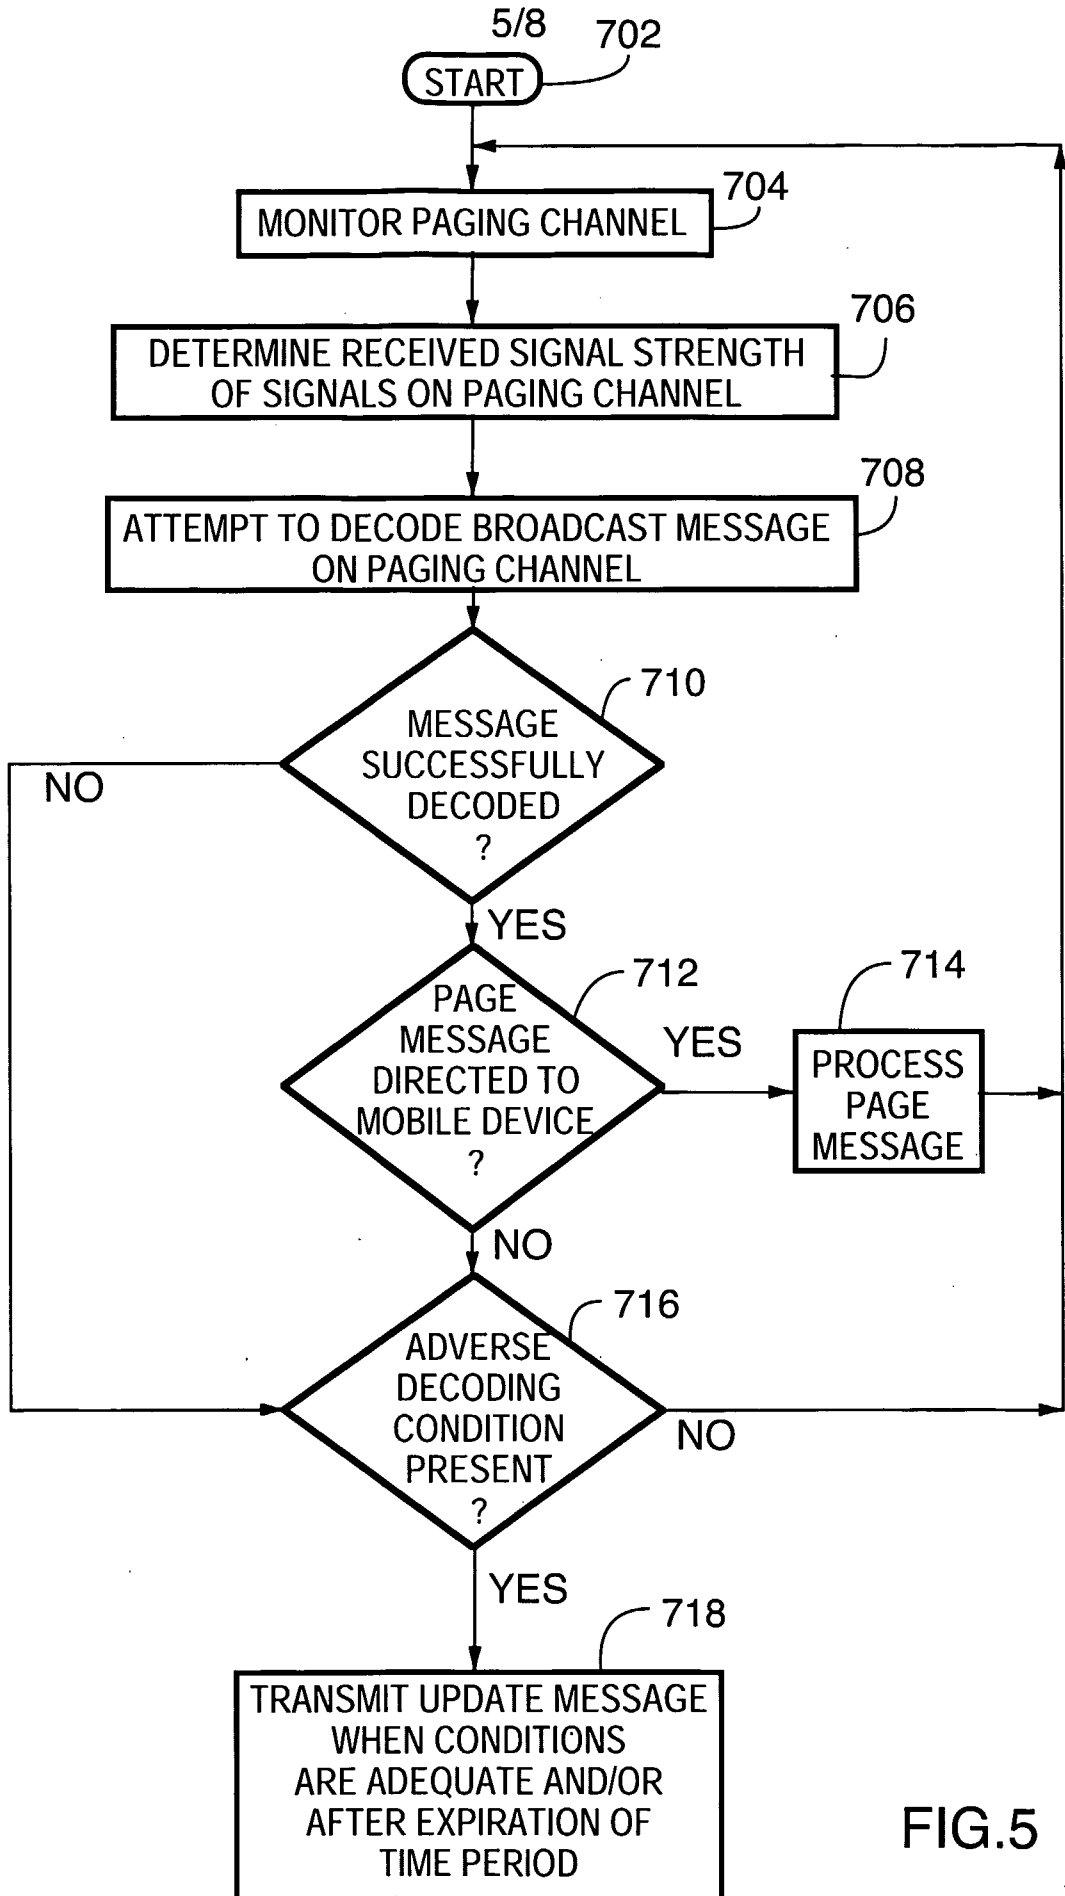 5/8
702
START
704
MONITOR PAGING CHANNEL
706
DETERMINE RECEIVED SIGNAL STRENGTH
OF SIGNALS ON PAGING CHANNEL
708
ATTEMPT TO DECODE BROADCAST MESSAGE
ON PAGING CHANNEL
710
MESSAGE
SUCCESSFULLY
DECODED
?
NO
YES
712
PAGE
MESSAGE
DIRECTED TO
MOBILE DEVICE
?
YES
714
PROCESS
PAGE
MESSAGE
NO
716
ADVERSE
DECODING
CONDITION
PRESENT
?
NO
YES
718
TRANSMIT UPDATE MESSAGE
WHEN CONDITIONS
ARE ADEQUATE AND/OR
AFTER EXPIRATION OF
TIME PERIOD
FIG.5